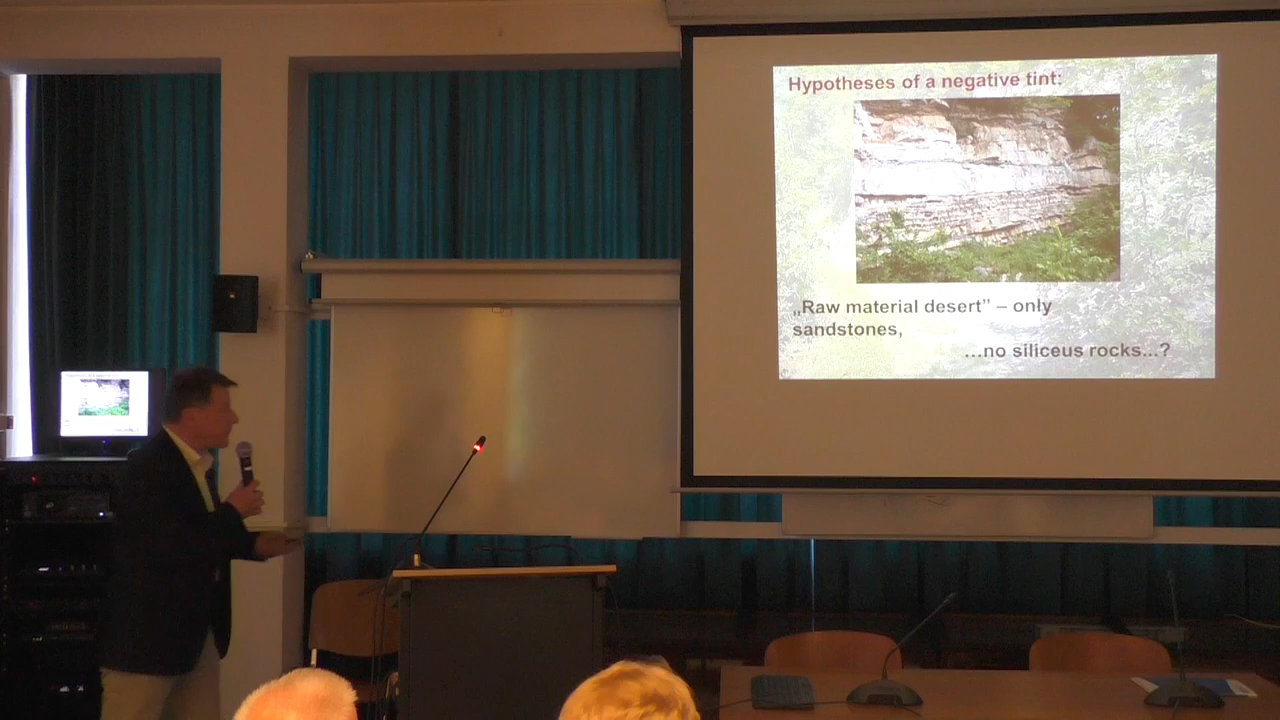 Hypotheses of a negative tint:
„Raw material desert” – only
sandstones,
…no siliceus rocks...?